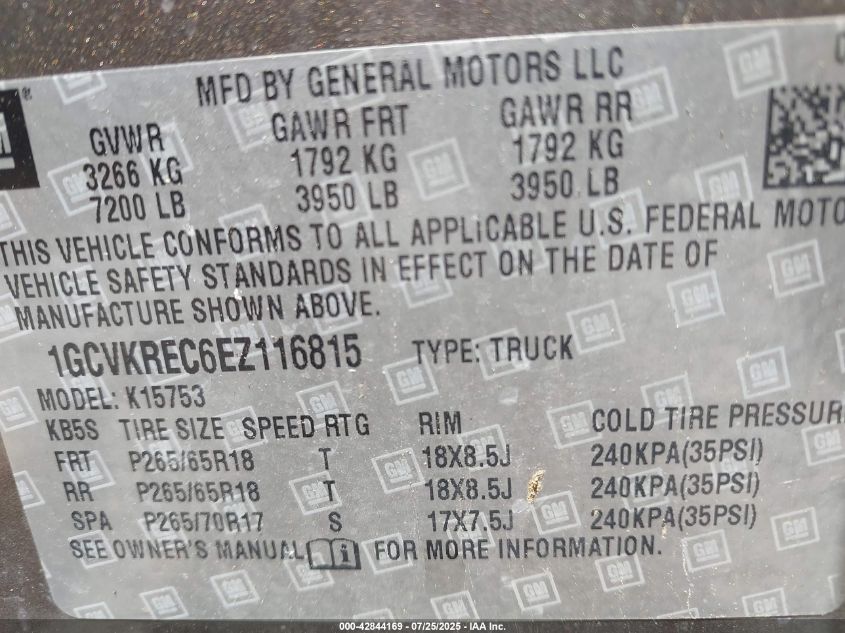 MFD BY GENERAL MOTORS LLC
GVWR GAWR FRT GAWR RR
3266 KG 1792 KG 1792 KG
7200 LB 3950 LB 3950 LB
THIS VEHICLE CONFORMS TO ALL APPLICABLE U.S. FEDERAL MOTO
VEHICLE SAFETY STANDARDS IN EFFECT ON THE DATE OF
MANUFACTURE SHOWN ABOVE.
1GCVKREC6EZ116815 TYPE: TRUCK
MODEL: K15753
KB5S TIRE SIZE SPEED RTG RIM COLD TIRE PRESSUR
FRT P265/65R18 T 18X8.5J 240KPA(35PSI)
RR P265/65R18 T 18X8.5J 240KPA(35PSI)
SPA P265/70R17 S 17X7.5J 240KPA(35PSI)
SEE OWNER'S MANUAL i FOR MORE INFORMATION.
000-42844169 - 07/25/2025 - IAA Inc.